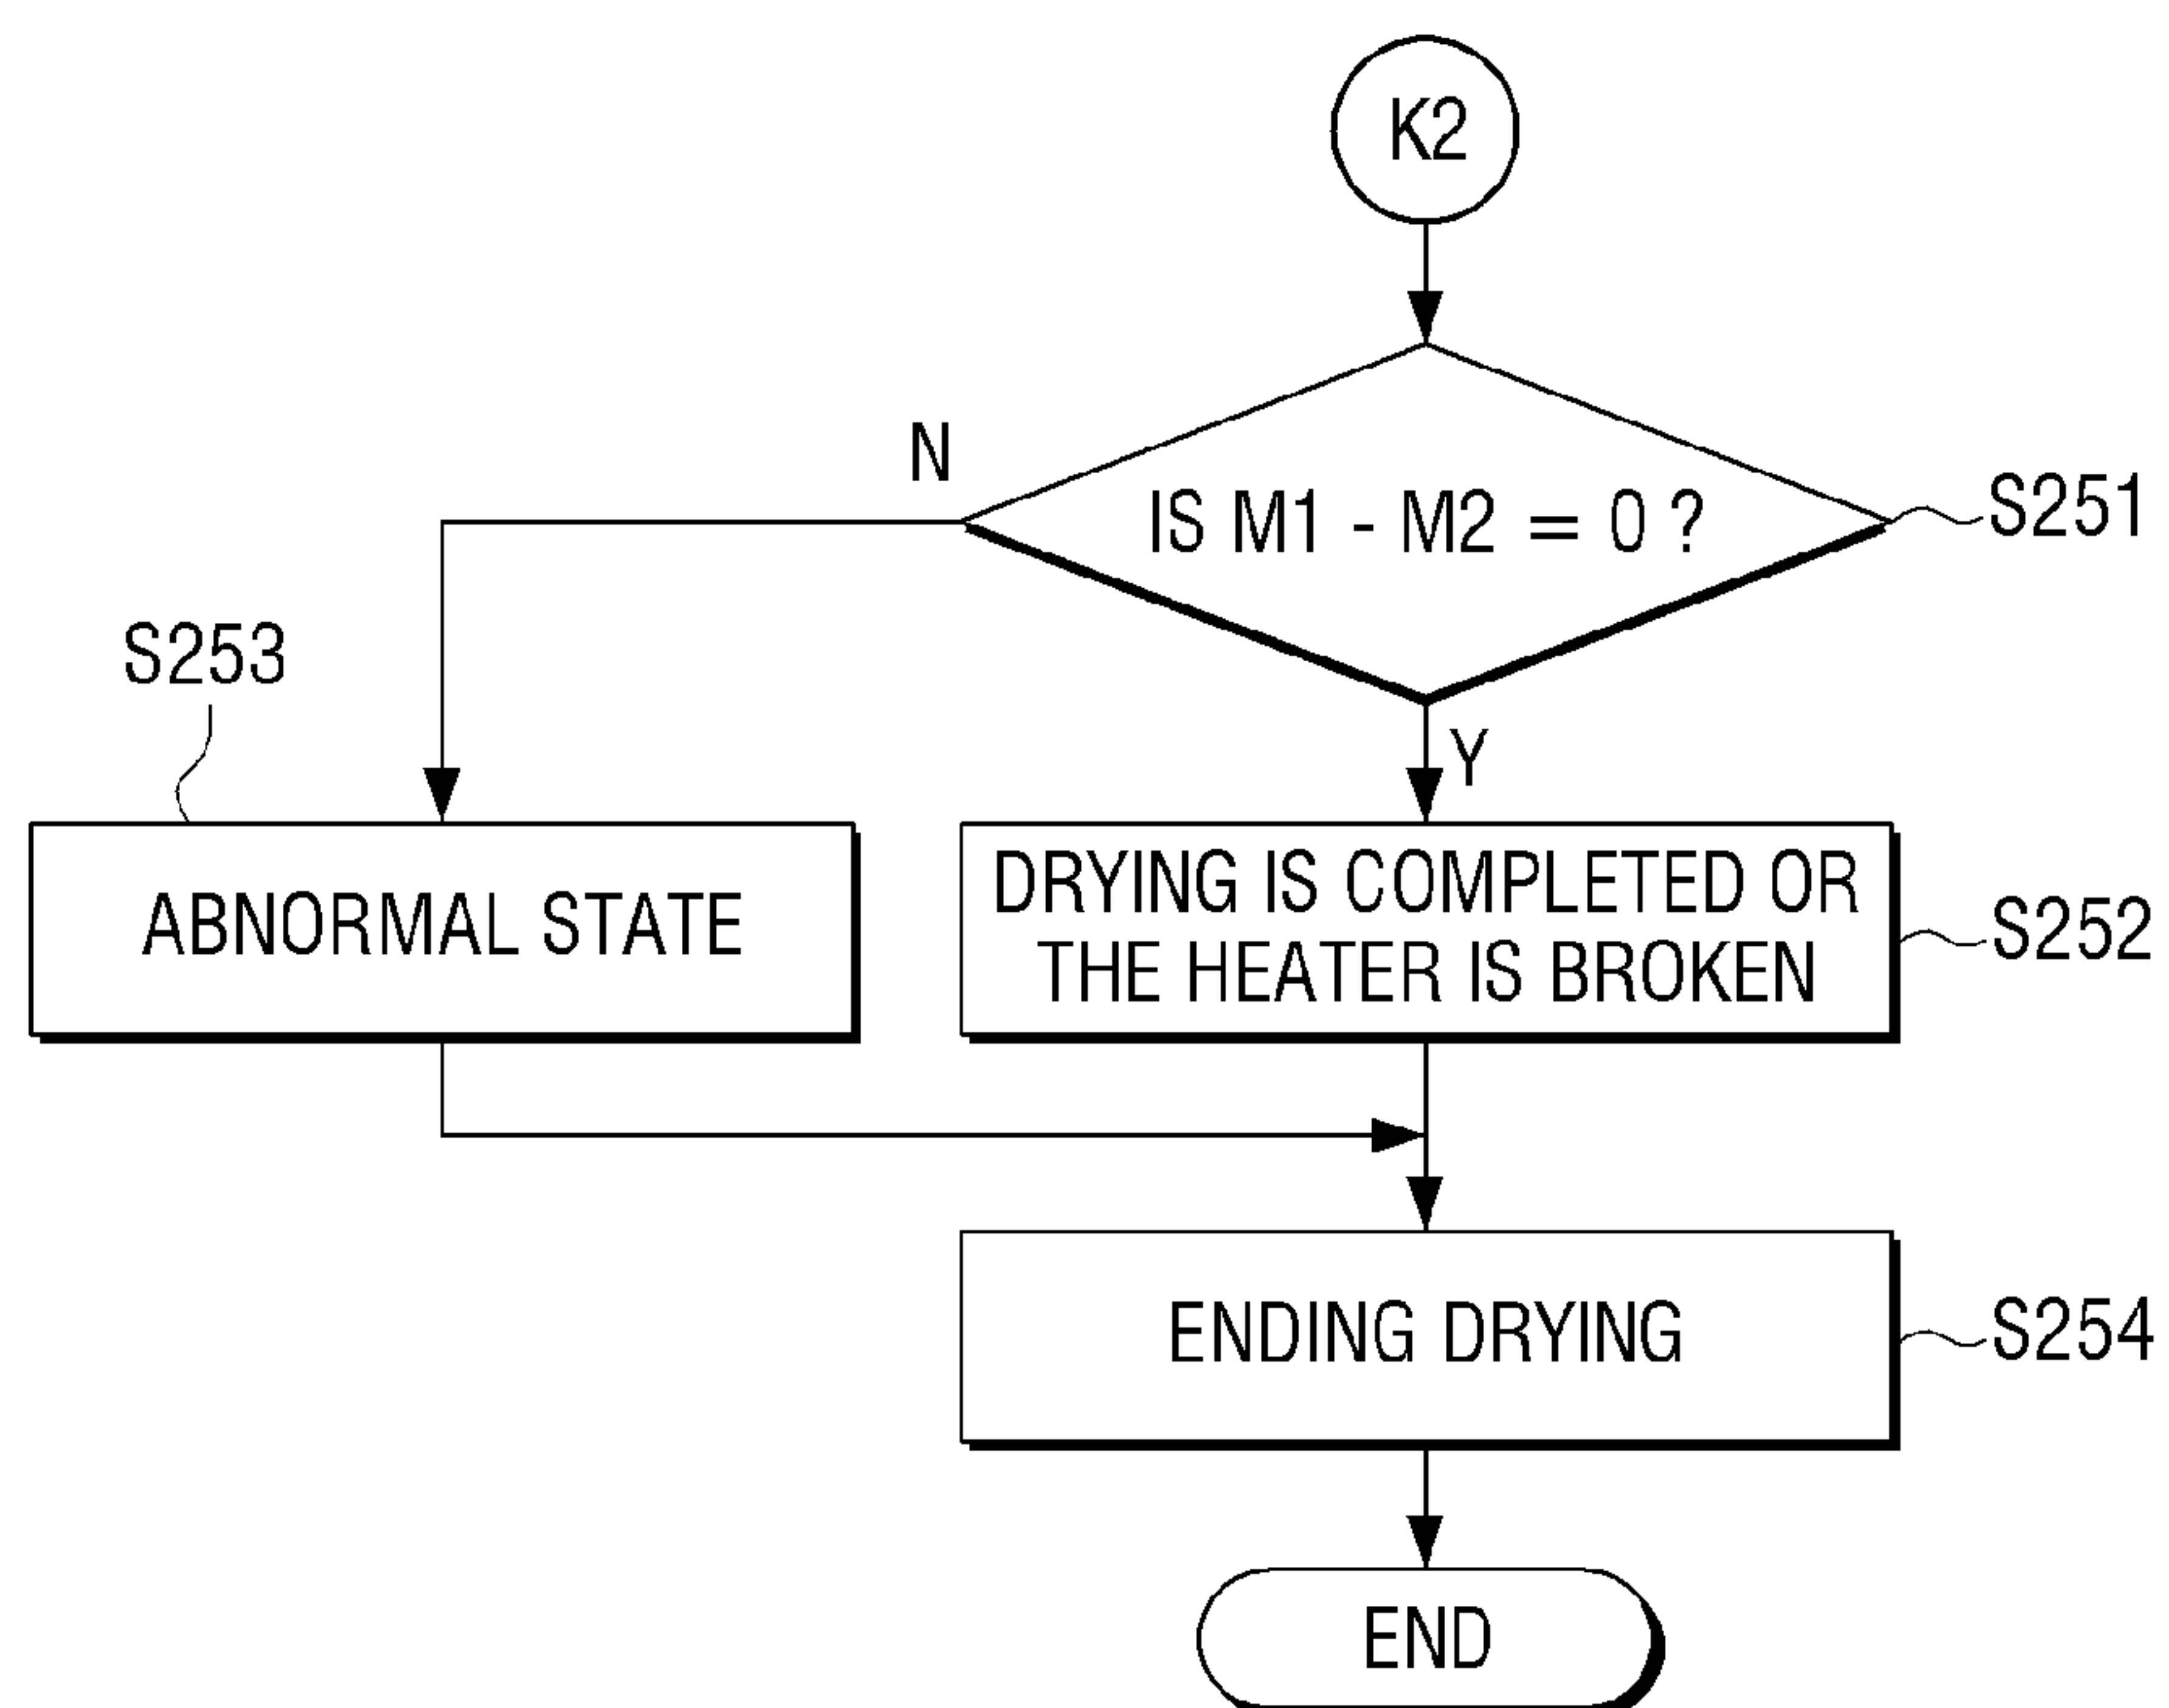 K2
N
IS M1 - M2 = 0 ?
S251
S253
Y
ABNORMAL STATE
DRYING IS COMPLETED OR
THE HEATER IS BROKEN
S252
ENDING DRYING
S254
END